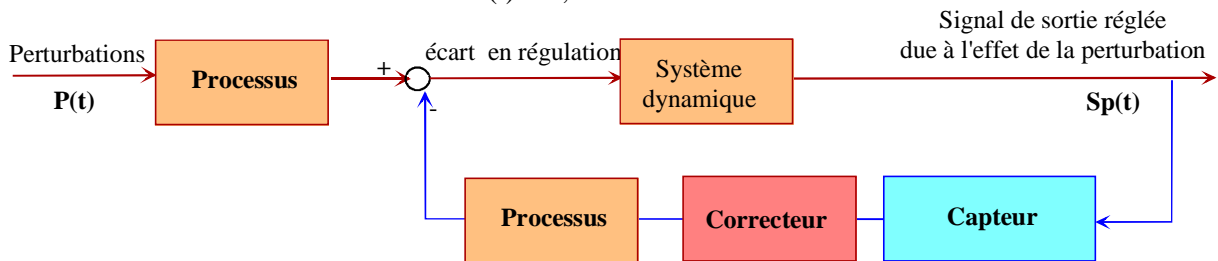 Signal de sortie réglée
due à l'effet de la perturbation
Perturbations
écart en régulation
Processus
+
Système
dynamique
P(t)
-
Sp(t)
Processus
Correcteur
Capteur